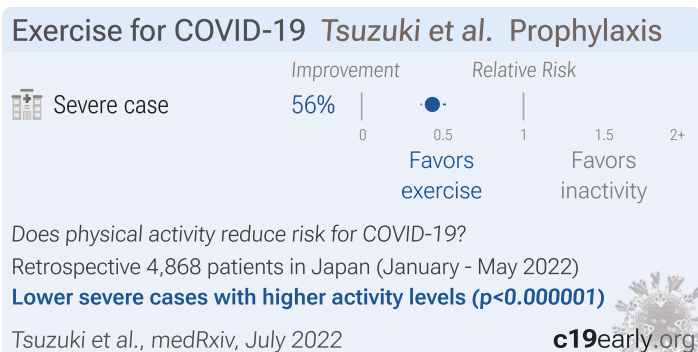 Exercise for COVID-19 Tsuzuki et al. Prophylaxis
Improvement Relative Risk
Severe case 56%
0 0.5 1 1.5 2+
Favors exercise Favors inactivity
Does physical activity reduce risk for COVID-19?
Retrospective 4,868 patients in Japan (January - May 2022)
Lower severe cases with higher activity levels (p<0.000001)
Tsuzuki et al., medRxiv, July 2022 c19early.org